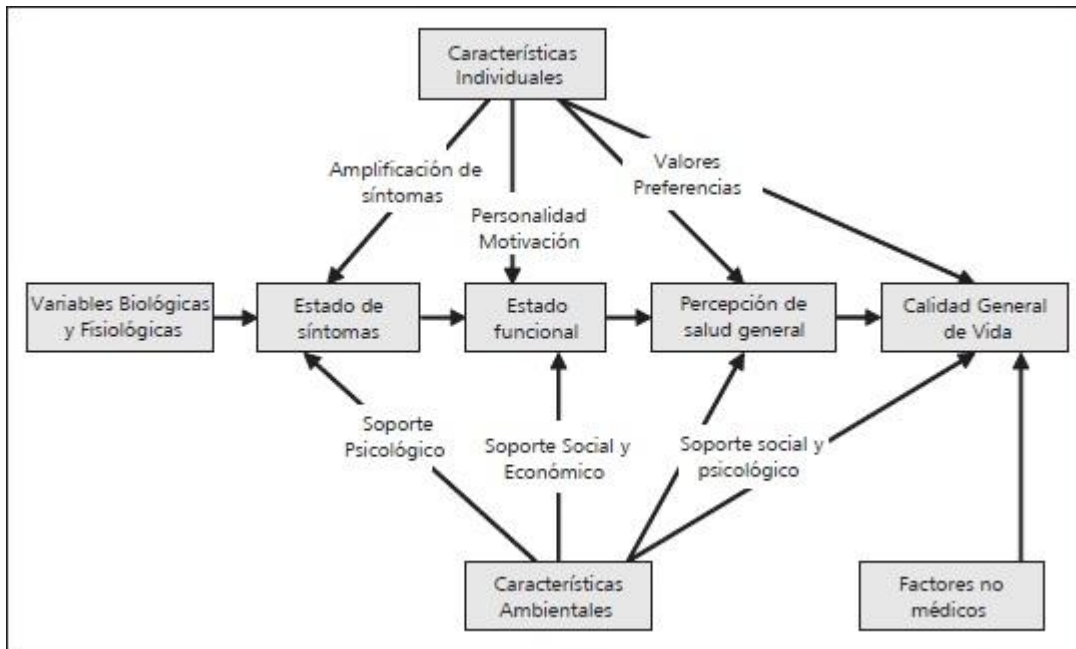 Características
Individuales
Amplificación de
síntomas
Valores
Preferencias
Personalidad
Motivación
Variables Biológicas
y Fisiológicas
Estado de
síntomas
Estado
funcional
Percepción de
salud general
Calidad General
de Vida
Soporte
Psicológico
Soporte Social y
Económico
Soporte social y
psicológico
Características
Ambientales
Factores no
médicos